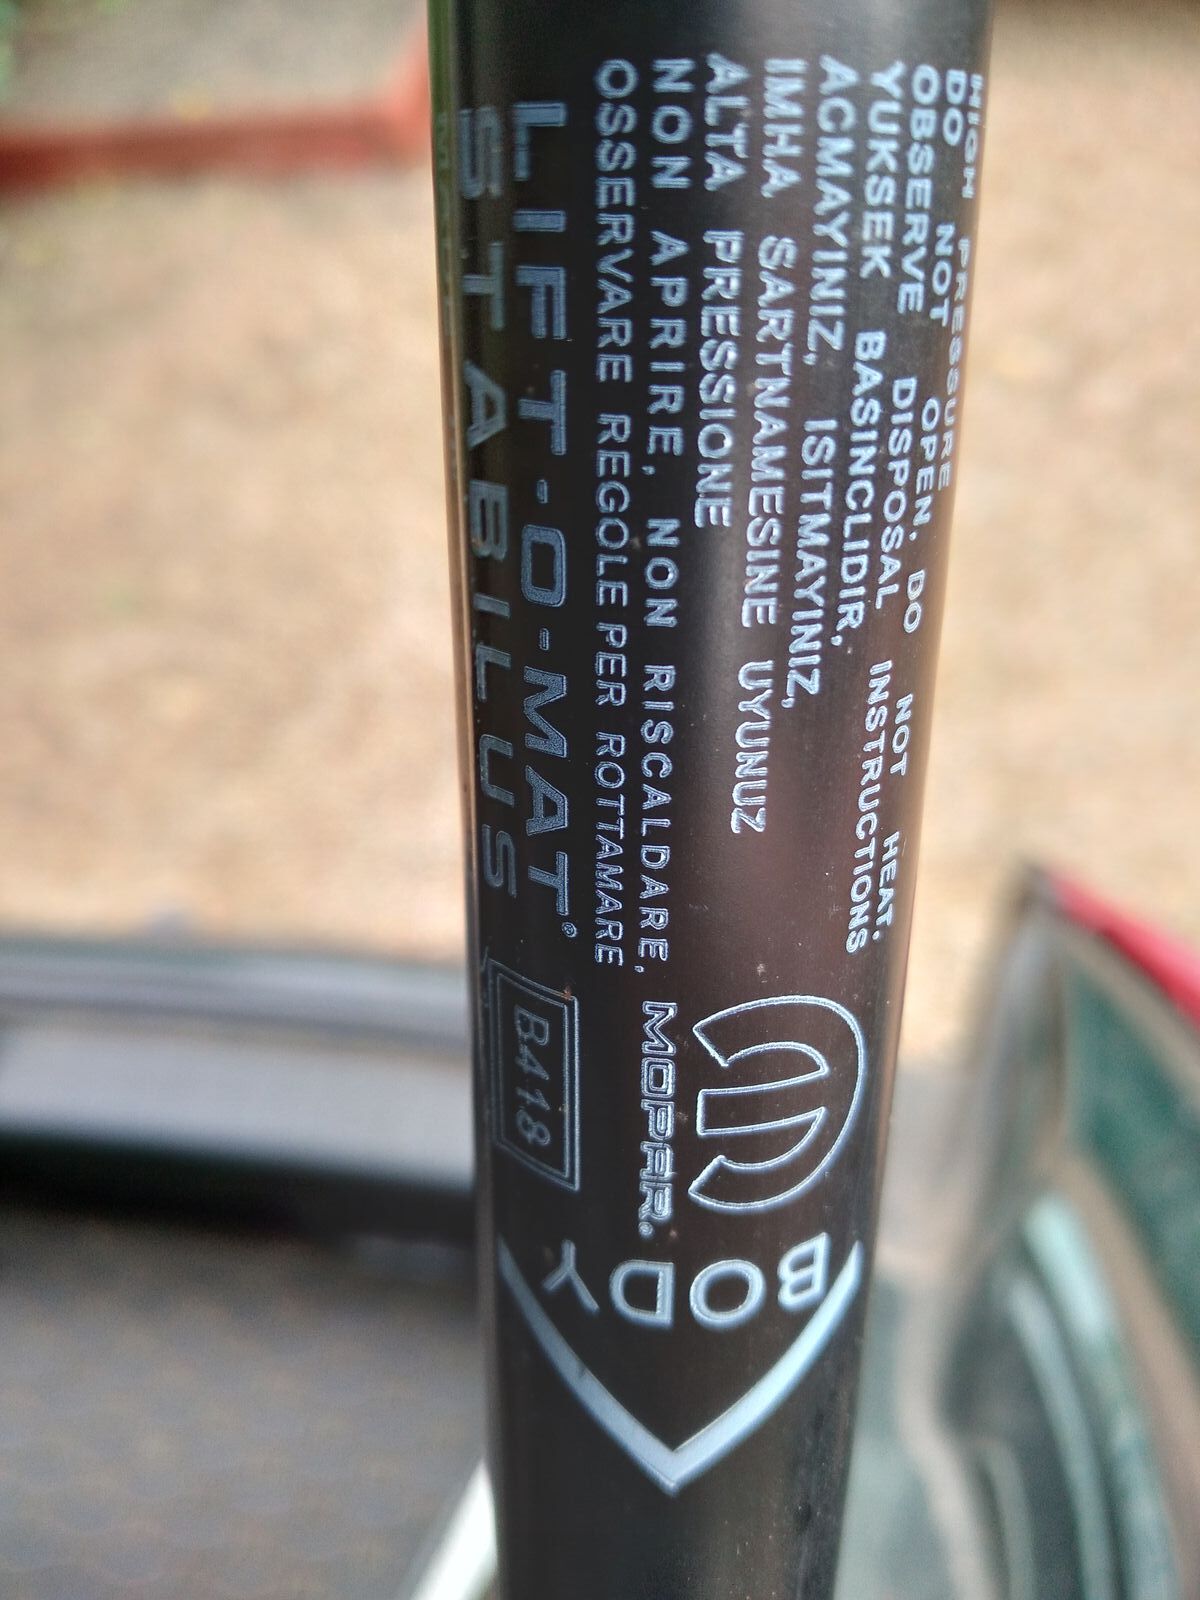 HIGH PRESSURE
DO NOT OPEN, DO NOT HEAT,
OBSERVE DISPOSAL INSTRUCTIONS
YUKSEK BASINCLIDIR,
ACMAYINIZ, ISITMAYINIZ,
IMHA SARTNAMESINE UYUNUZ
ALTA PRESSIONE
NON APRIRE, NON RISCALDARE,
OSSERVARE REGOLE PER ROTTAMARE
LIFT-O-MAT®
STABILUS
B418
MOPAR.
BODY